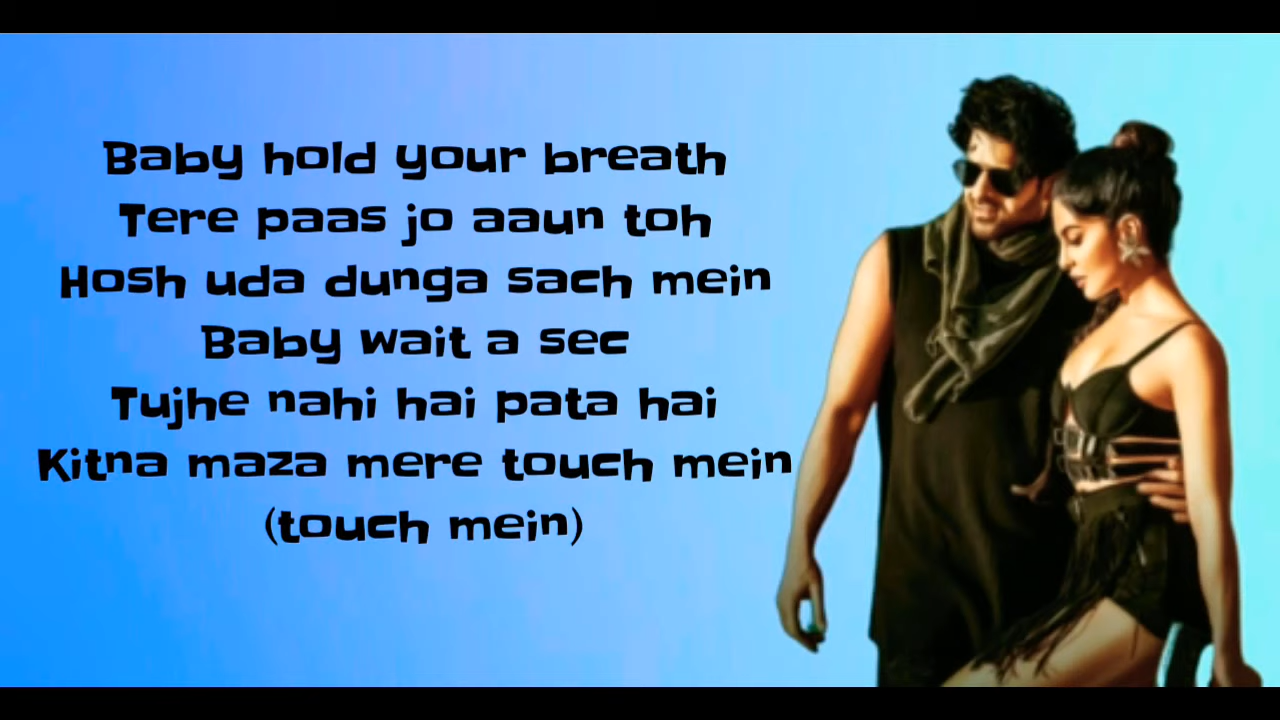 Baby hold your breath
Tere paas jo aaun toh
Hosh uda dunga sach mein
Baby wait a sec
Tujhe nahi hai pata hai
Kitna maza mere touch mein
(touch mein)